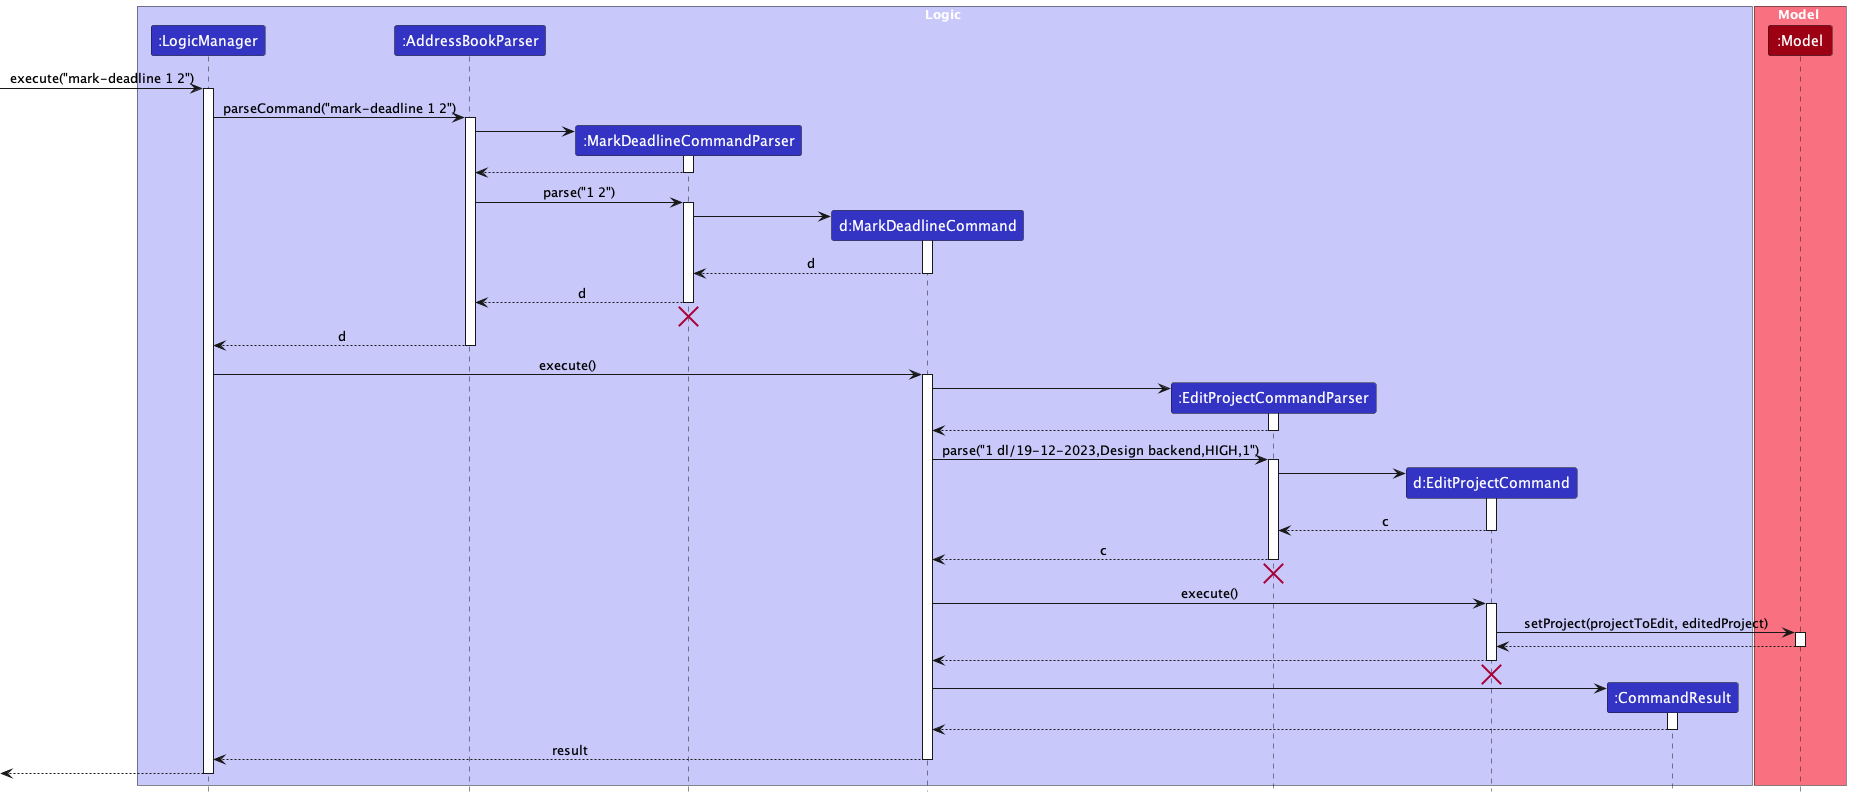 Logic
Model
:LogicManager
:AddressBookParser
:Model
execute("mark-deadline 1 2")
parseCommand("mark-deadline 1 2")
:MarkDeadlineCommandParser
parse("1 2")
d:MarkDeadlineCommand
d
d
d
execute()
:EditProjectCommandParser
parse("1 dl/19-12-2023,Design backend,HIGH,1")
d:EditProjectCommand
c
c
execute()
setProject(projectToEdit, editedProject)
:CommandResult
result